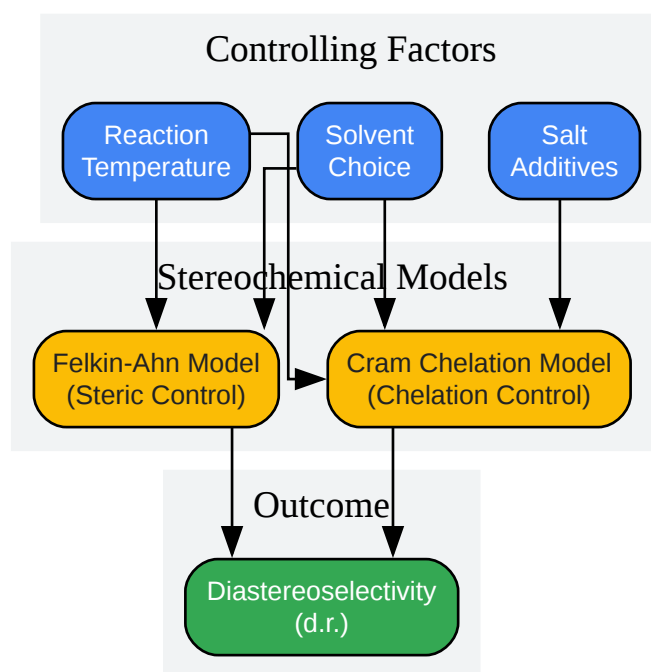 Controlling Factors
Reaction
Temperature
Solvent
Choice
Salt
Additives
Stereochemical Models
Felkin-Ahn Model
(Steric Control)
Cram Chelation Model
(Chelation Control)
Outcome
Diastereoselectivity
(d.r.)